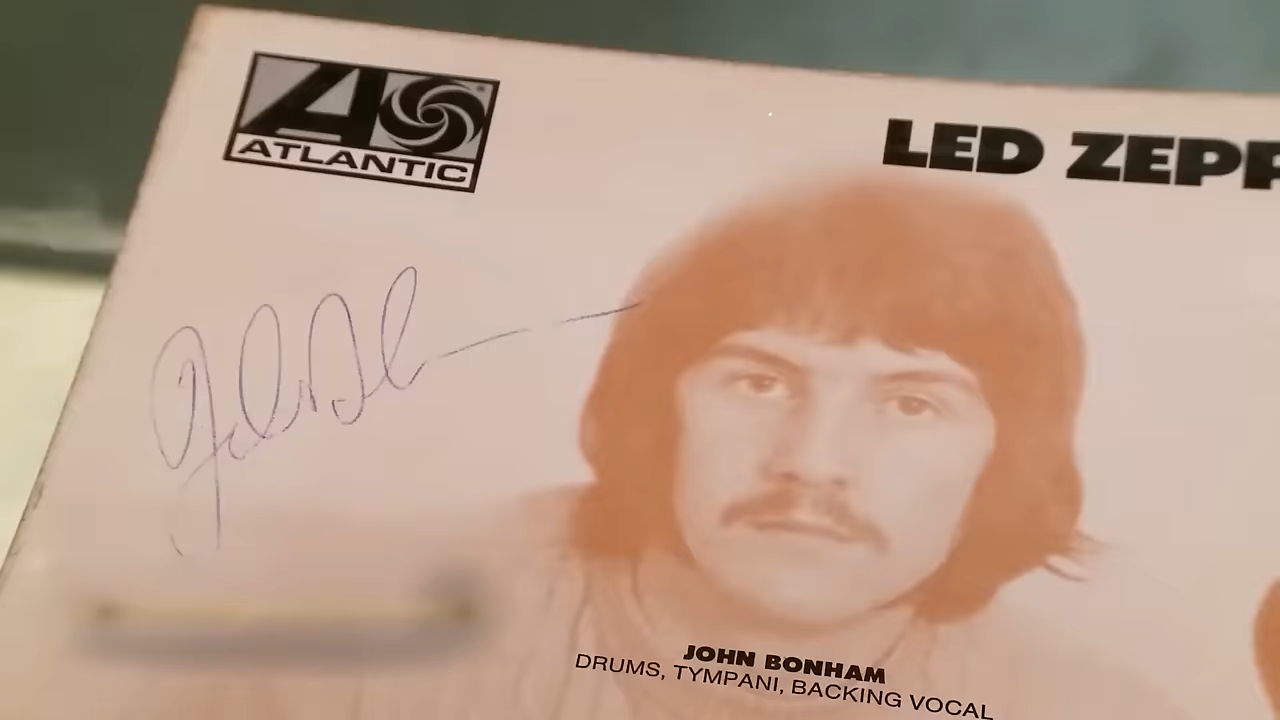 ATLANTIC
LED ZEPP
JOHN BONHAM
DRUMS, TYMPANI, BACKING VOCAL